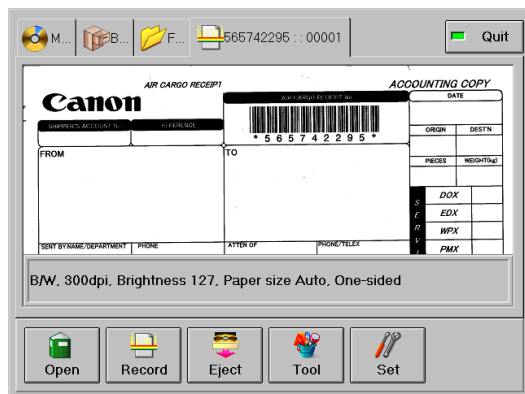 M... B... F... 565742295 : : 00001 Quit
AIR CARGO RECEIPT ACCOUNTING COPY
Canon AIR CARGO RECEIPT No. DATE
SHIPPER'S ACCOUNT N REFERENCE
* 5 6 5 7 4 2 2 9 5 * ORIGIN DEST'N
FROM TO
PIECES WEIGHT(kg)
DOX
S
E EDX
R WPX
V
SENT BY NAME/DEPARTMENT PHONE ATTEN OF PHONE/TELEX PMX
B/W, 300dpi, Brightness 127, Paper size Auto, One-sided
Open Record Eject Tool Set